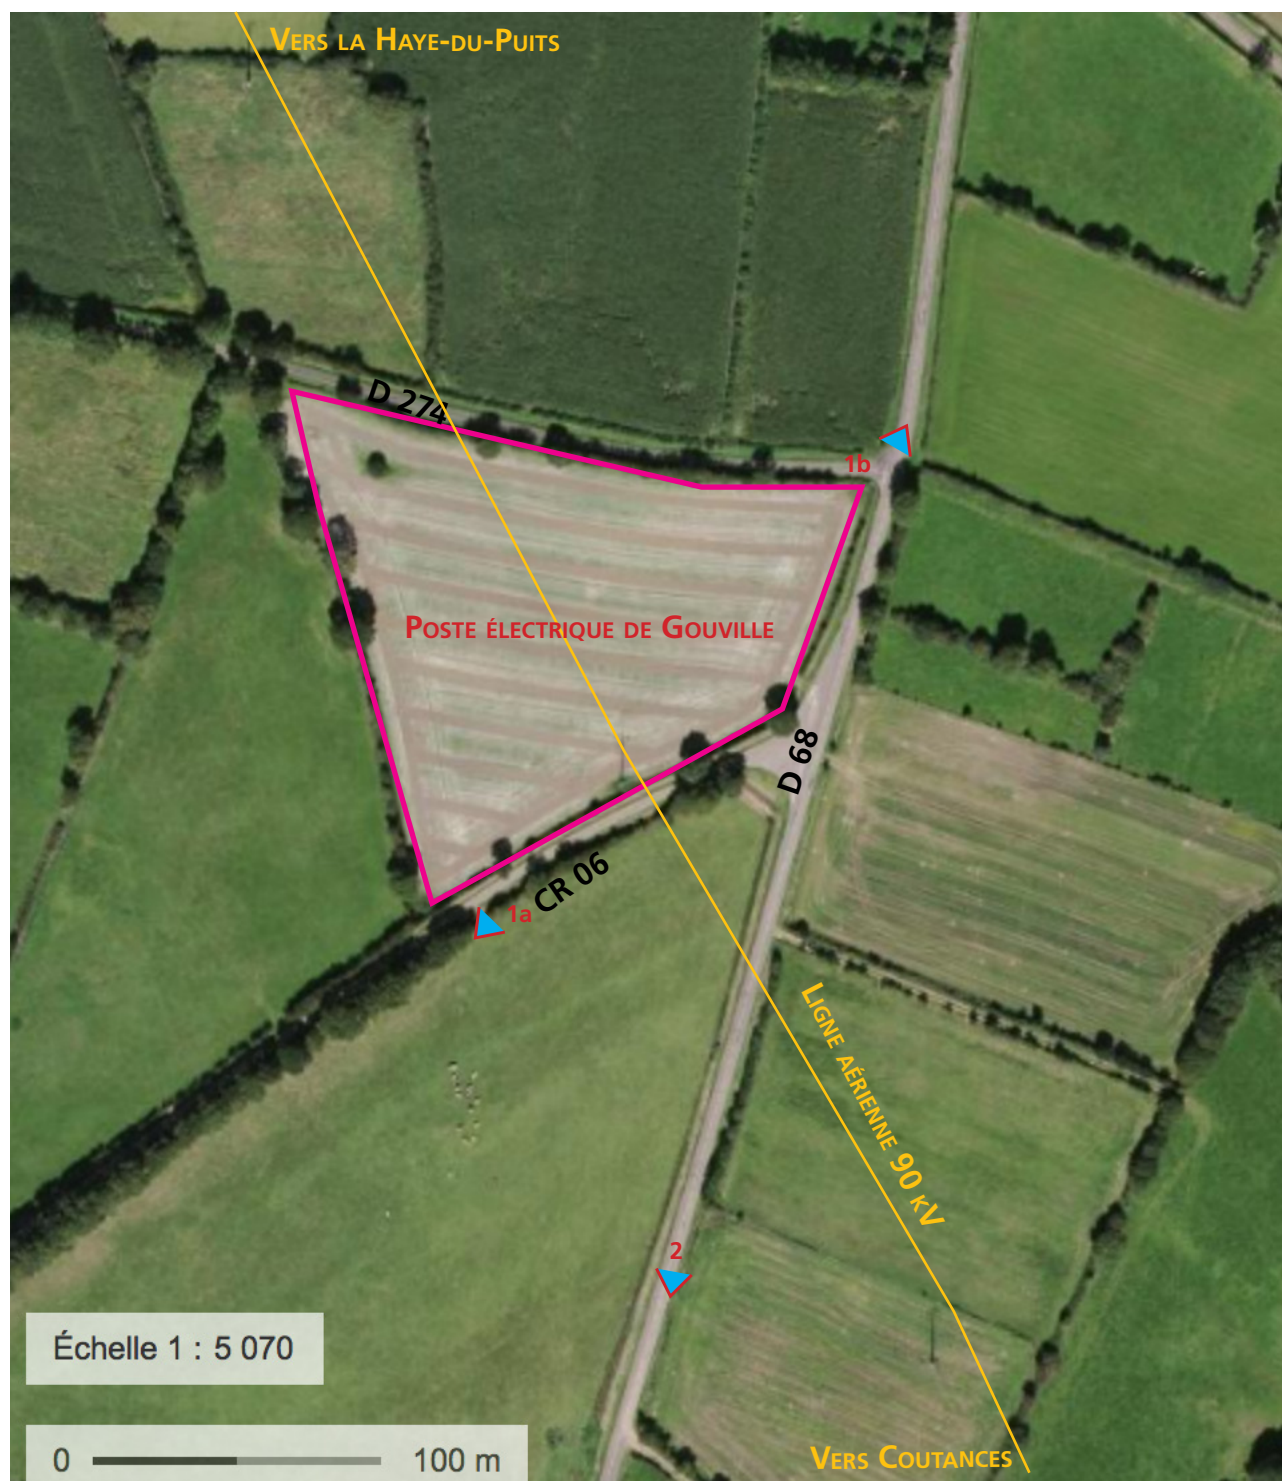 Vers la Haye-du-Puits
D 274
1b
Poste électrique de Gouville
D 68
CR 06
1a
Ligne aérienne 90 kV
2
Échelle 1 : 5 070
0 100 m
Vers Coutances